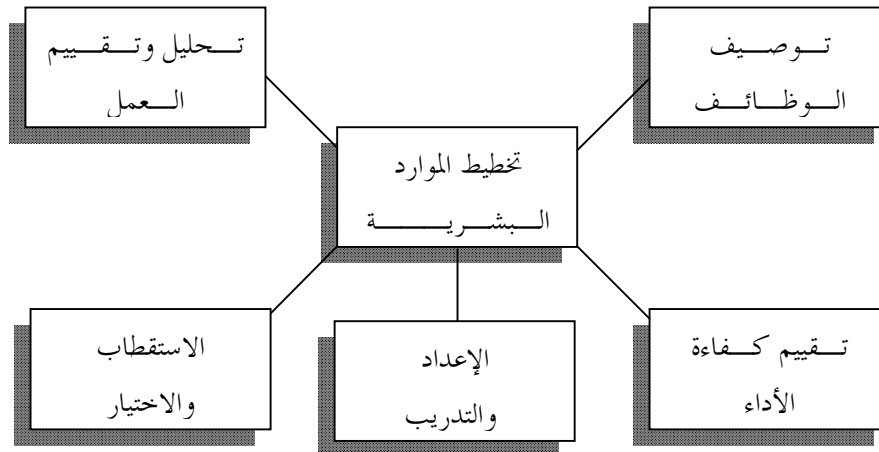 توصيف
الوظائف
تحليل وتقييم
العمل
تخطيط الموارد
البشرية
تقييم كفاءة
الأداء
الإعداد
والتدريب
الاستقطاب
والاختيار